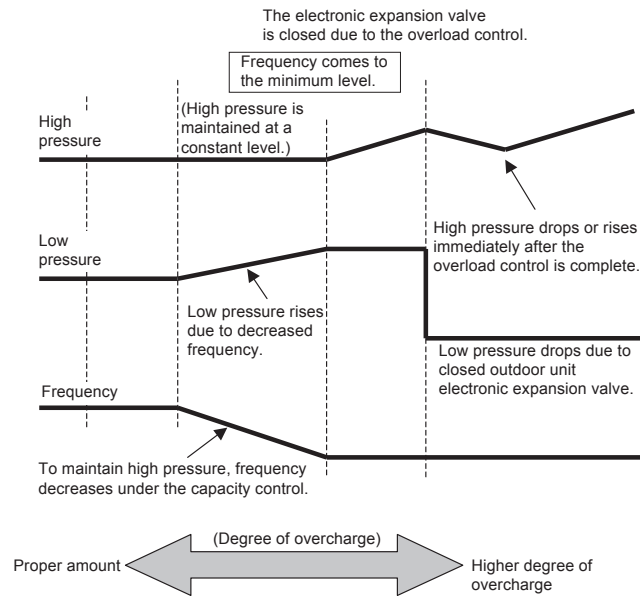 The electronic expansion valve
is closed due to the overload control.
Frequency comes to
the minimum level.
(High pressure is
maintained at a
constant level.)
High
pressure
High pressure drops or rises
immediately after the
overload control is complete.
Low
pressure
Low pressure rises
due to decreased
frequency.
Low pressure drops due to
closed outdoor unit
electronic expansion valve.
Frequency
To maintain high pressure, frequency
decreases under the capacity control.
(Degree of overcharge)
Proper amount
Higher degree of
overcharge